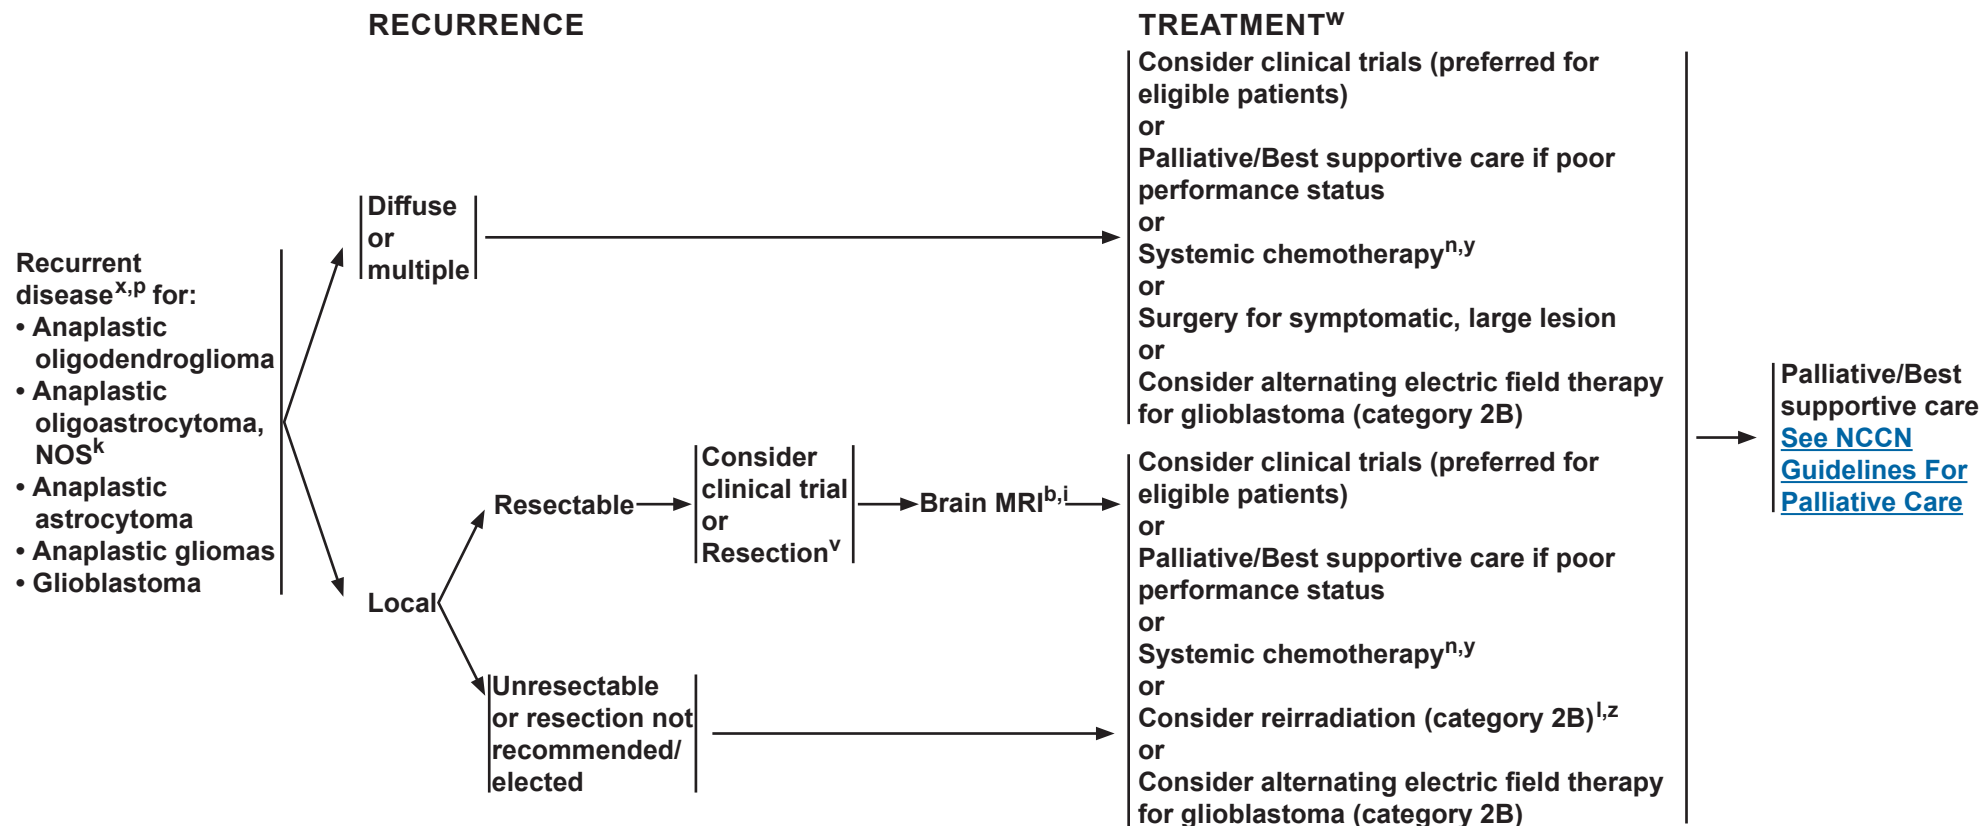 RECURRENCE
TREATMENTw
Recurrent
diseasex,p for:
• Anaplastic
oligodendroglioma
• Anaplastic
oligoastrocytoma,
NOSk
• Anaplastic
astrocytoma
• Anaplastic gliomas
• Glioblastoma
Diffuse
or
multiple
Local
Resectable
Consider
clinical trial
or
Resectionv
Brain MRIb,i
Unresectable
or resection not
recommended/
elected
Consider clinical trials (preferred for
eligible patients)
or
Palliative/Best supportive care if poor
performance status
or
Systemic chemotherapyn,y
or
Surgery for symptomatic, large lesion
or
Consider alternating electric field therapy
for glioblastoma (category 2B)
Consider clinical trials (preferred for
eligible patients)
or
Palliative/Best supportive care if poor
performance status
or
Systemic chemotherapyn,y
or
Consider reirradiation (category 2B)l,z
or
Consider alternating electric field therapy
for glioblastoma (category 2B)
Palliative/Best
supportive care
See NCCN
Guidelines For
Palliative Care